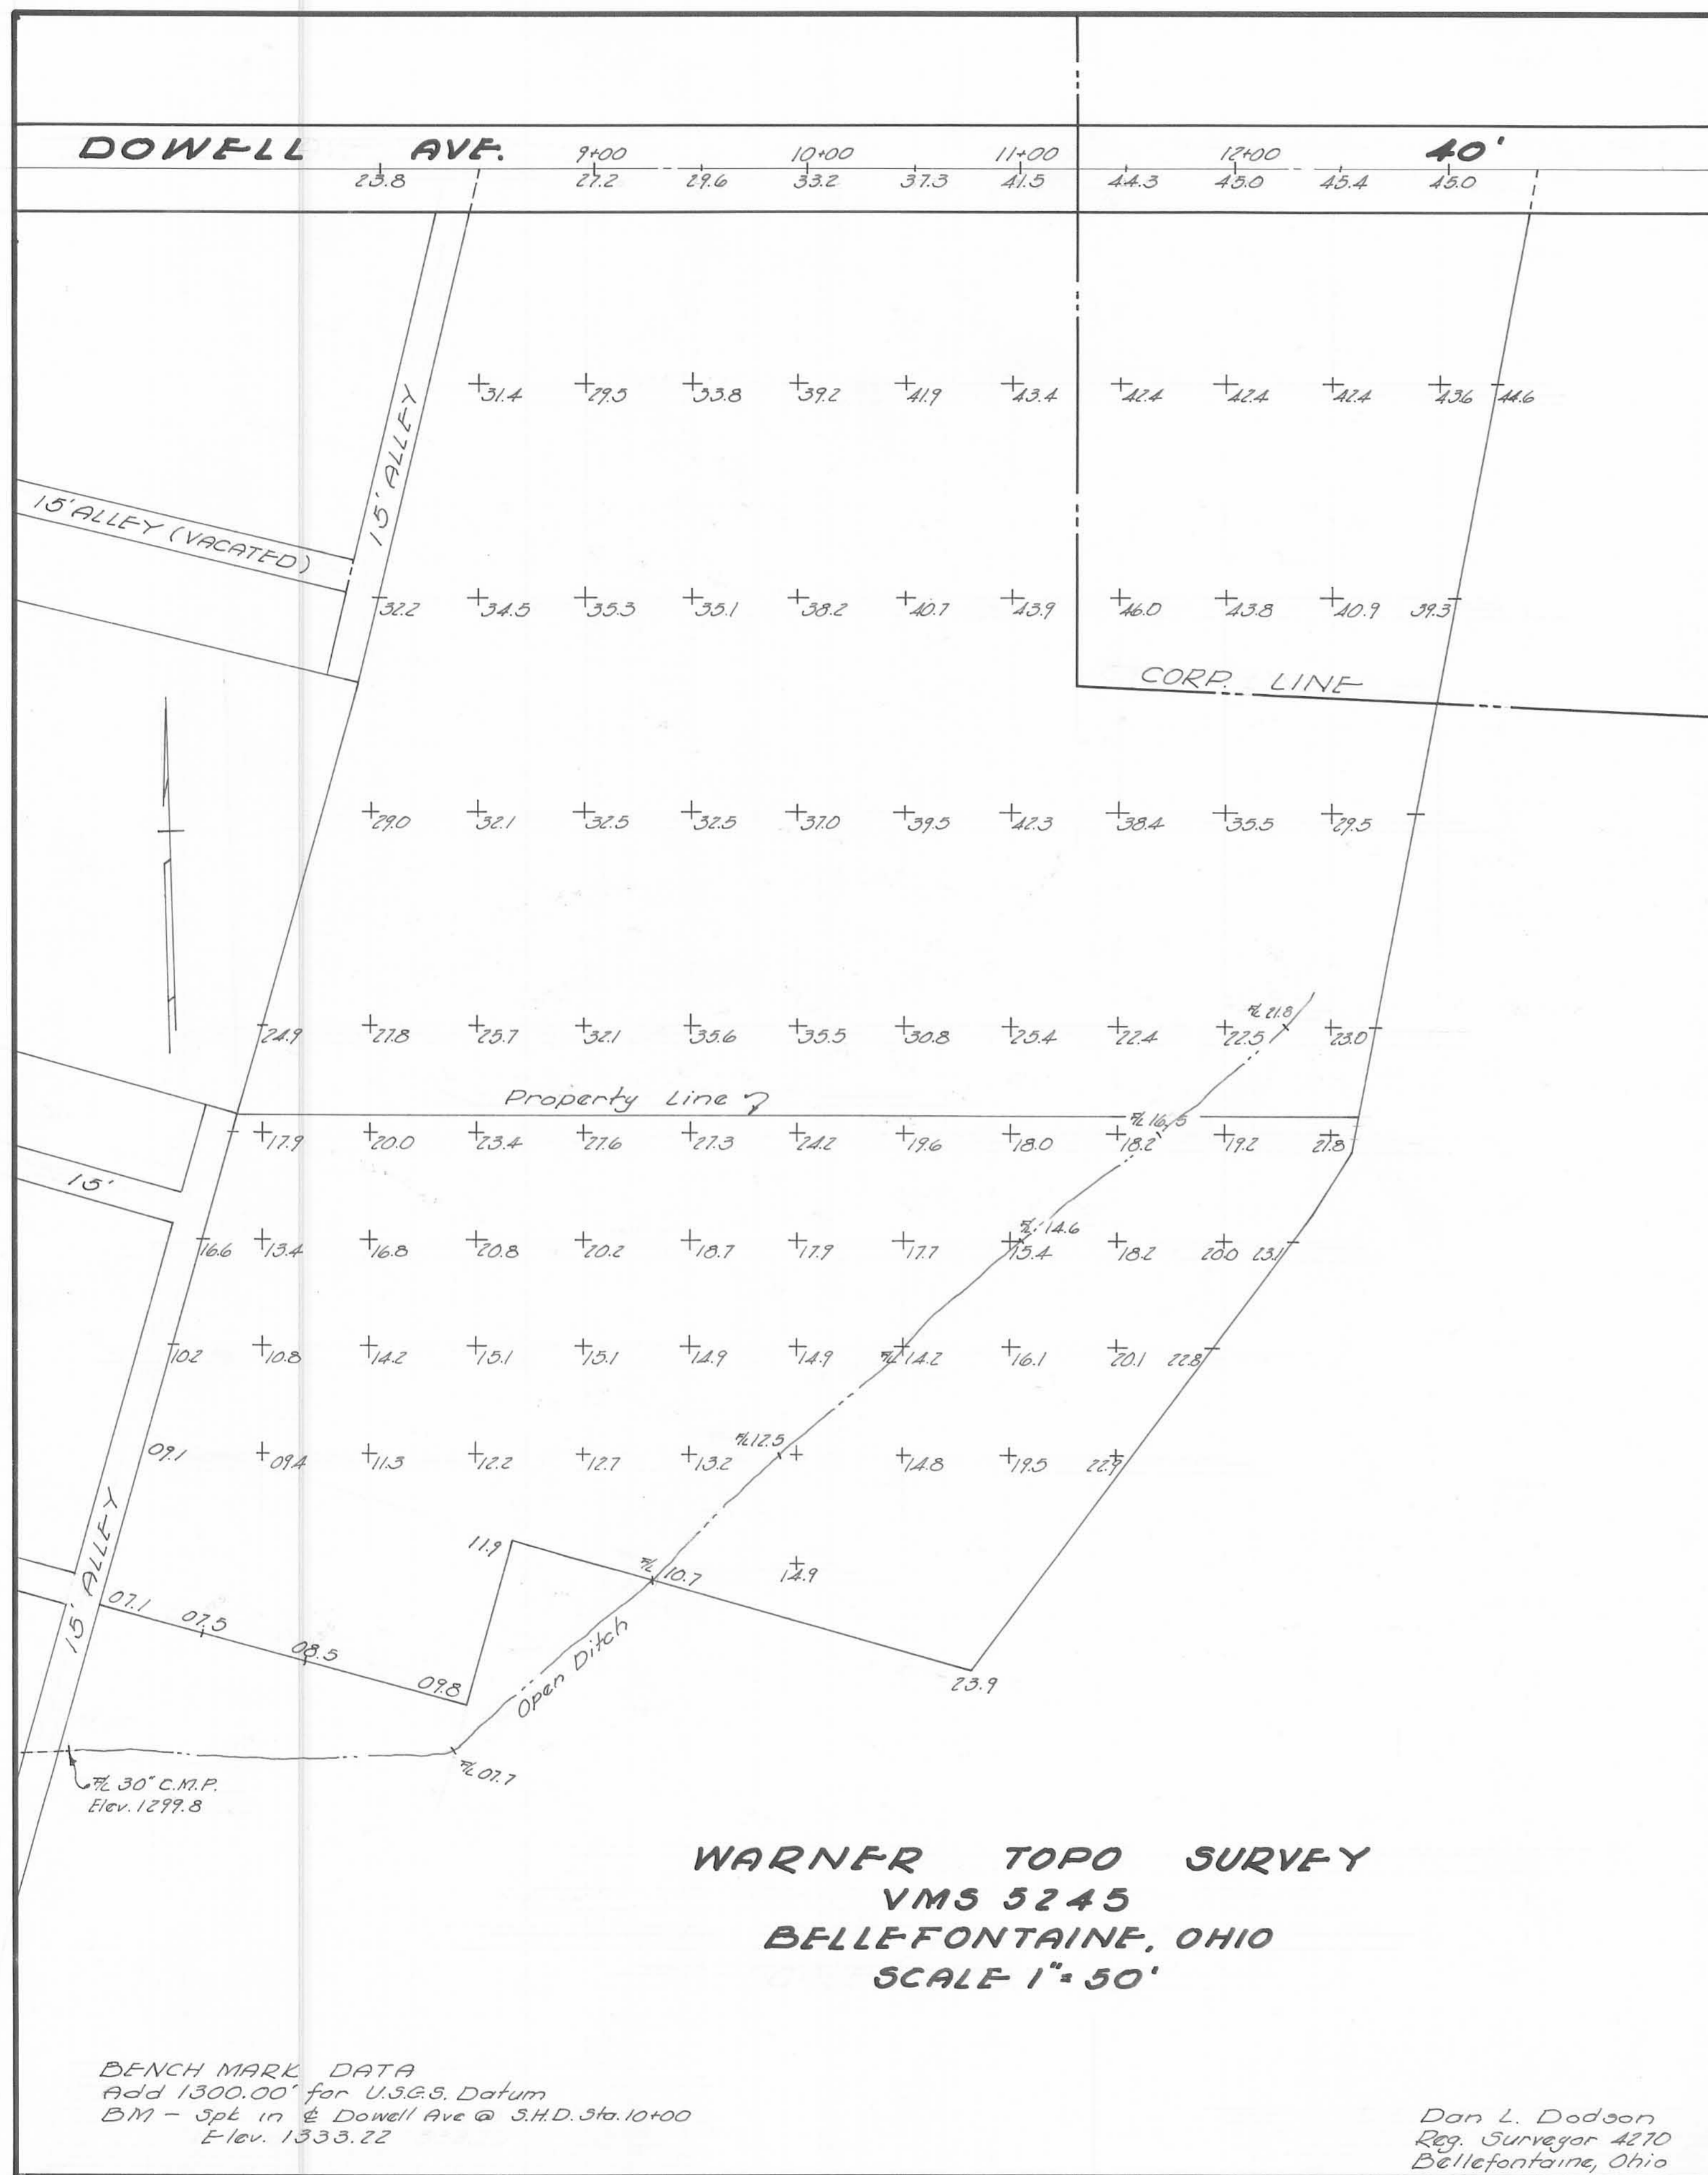 DOWELL AVE. 9+00 10+00 11+00 12+00 40'
23.8 27.2 29.6 33.2 37.3 41.5 44.3 45.0 45.4 45.0
31.4 29.5 33.8 39.2 41.9 43.4 42.4 42.4 42.4 43.6 44.6
15' ALLEY
15' ALLEY (VACATED)
32.2 34.5 35.3 35.1 38.2 40.7 43.9 46.0 43.8 40.9 39.3
CORP. LINE
29.0 32.1 32.5 32.5 37.0 39.5 42.3 38.4 35.5 29.5
F/L 21.8
24.9 27.8 25.7 32.1 35.6 35.5 30.8 25.4 22.4 22.5 23.0
Property Line
F/L 16.5
17.9 20.0 23.4 27.6 27.3 24.2 19.6 18.0 18.2 19.2 21.8
15'
F/L 14.6
16.6 13.4 16.8 20.8 20.2 18.7 17.9 17.7 15.4 18.2 20.0 23.1
10.2 10.8 14.2 15.1 15.1 14.9 14.9 F/L 14.2 16.1 20.1 22.8
F/L 12.5
09.1 09.4 11.3 12.2 12.7 13.2 14.8 19.5 22.9
15' ALLEY
11.9 F/L 10.7 14.9
07.1 07.5 08.5 09.8
Open Ditch
23.9
F/L 07.7
F/L 30" C.M.P.
Elev. 1299.8
WARNER TOPO SURVEY
VMS 5245
BELLEFONTAINE, OHIO
SCALE 1"= 50'
BENCH MARK DATA
Add 1300.00' for U.S.G.S. Datum
BM - Spk in ℄ Dowell Ave @ S.H.D. Sta. 10+00
Elev. 1333.22
Dan L. Dodson
Reg. Surveyor 4270
Bellefontaine, Ohio